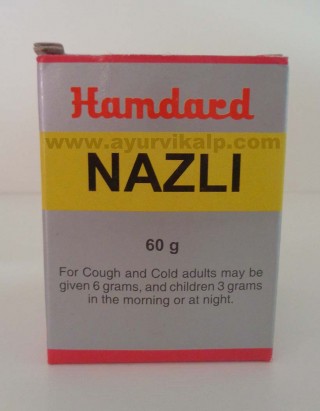 Hamdard
www.ayurvikalp.com
NAZLI
60 g
For Cough and Cold adults may be
given 6 grams, and children 3 grams
in the morning or at night.